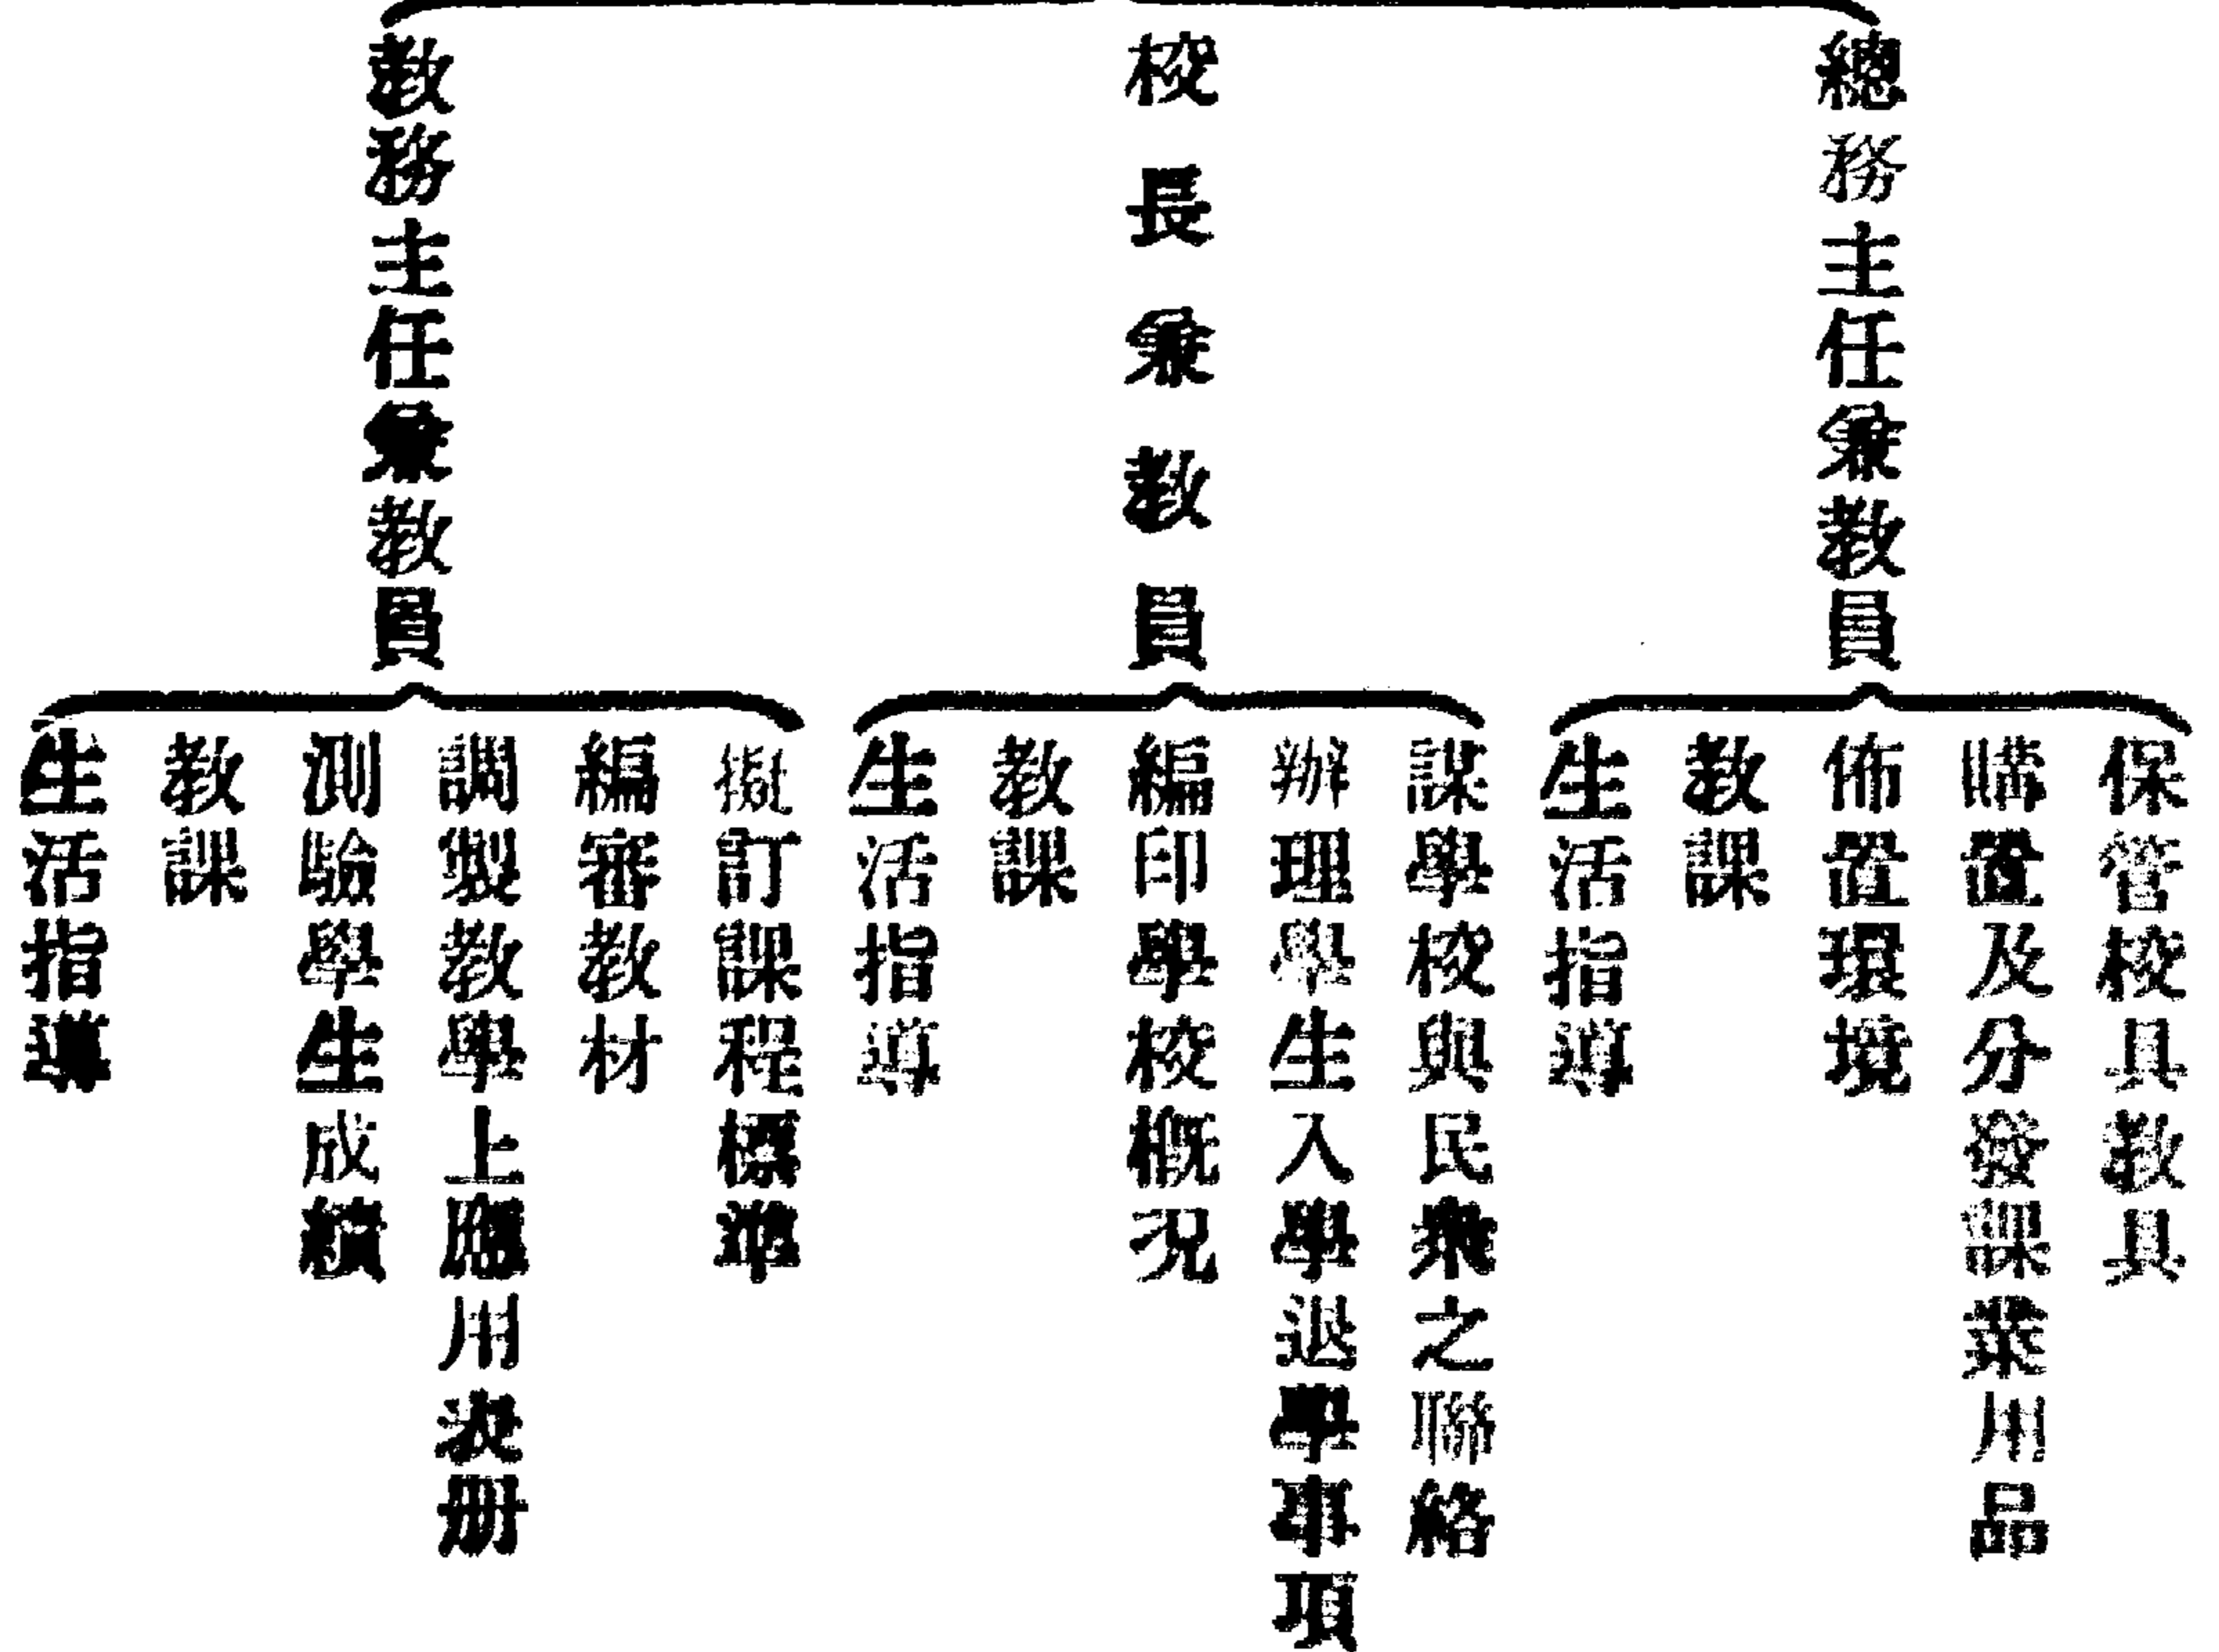 總務主任兼教員
保管校具教具
購置及分發課業用品
佈置環境
教課
生活指導
校長兼教員
謀學校與民衆之聯絡
辦理學生入學退學事項
編印學校概況
教課
生活指導
教務主任兼教員
擬訂課程標準
編審教材
調製教學上應用表册
測驗學生成績
教課
生活指導